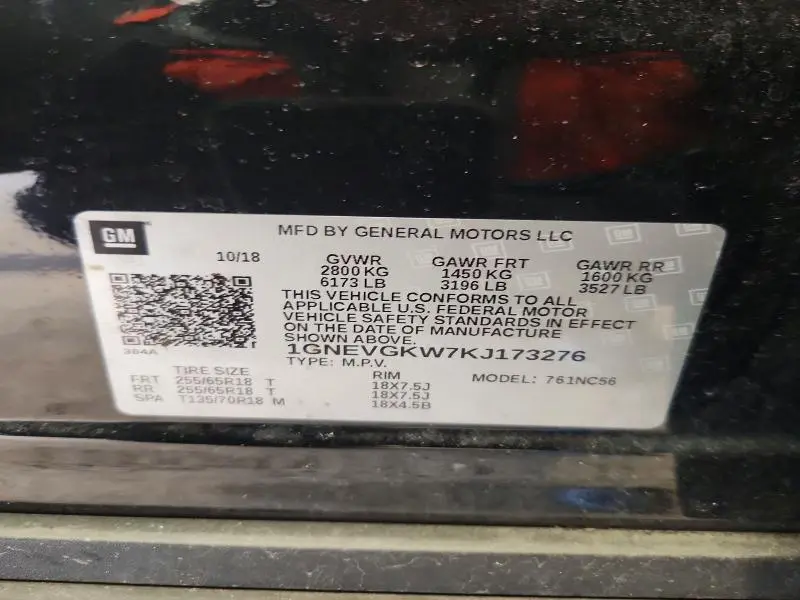 GM
MFD BY GENERAL MOTORS LLC
10/18
GVWR GAWR FRT GAWR RR
2800 KG 1450 KG 1600 KG
6173 LB 3196 LB 3527 LB
THIS VEHICLE CONFORMS TO ALL
APPLICABLE U.S. FEDERAL MOTOR
VEHICLE SAFETY STANDARDS IN EFFECT
ON THE DATE OF MANUFACTURE
SHOWN ABOVE.
384A
1GNEVGKW7KJ173276
TYPE: M.P.V.
TIRE SIZE RIM MODEL: 761NC56
FRT 255/65R18 T 18X7.5J
RR 255/65R18 T 18X7.5J
SPA T135/70R18 M 18X4.5B